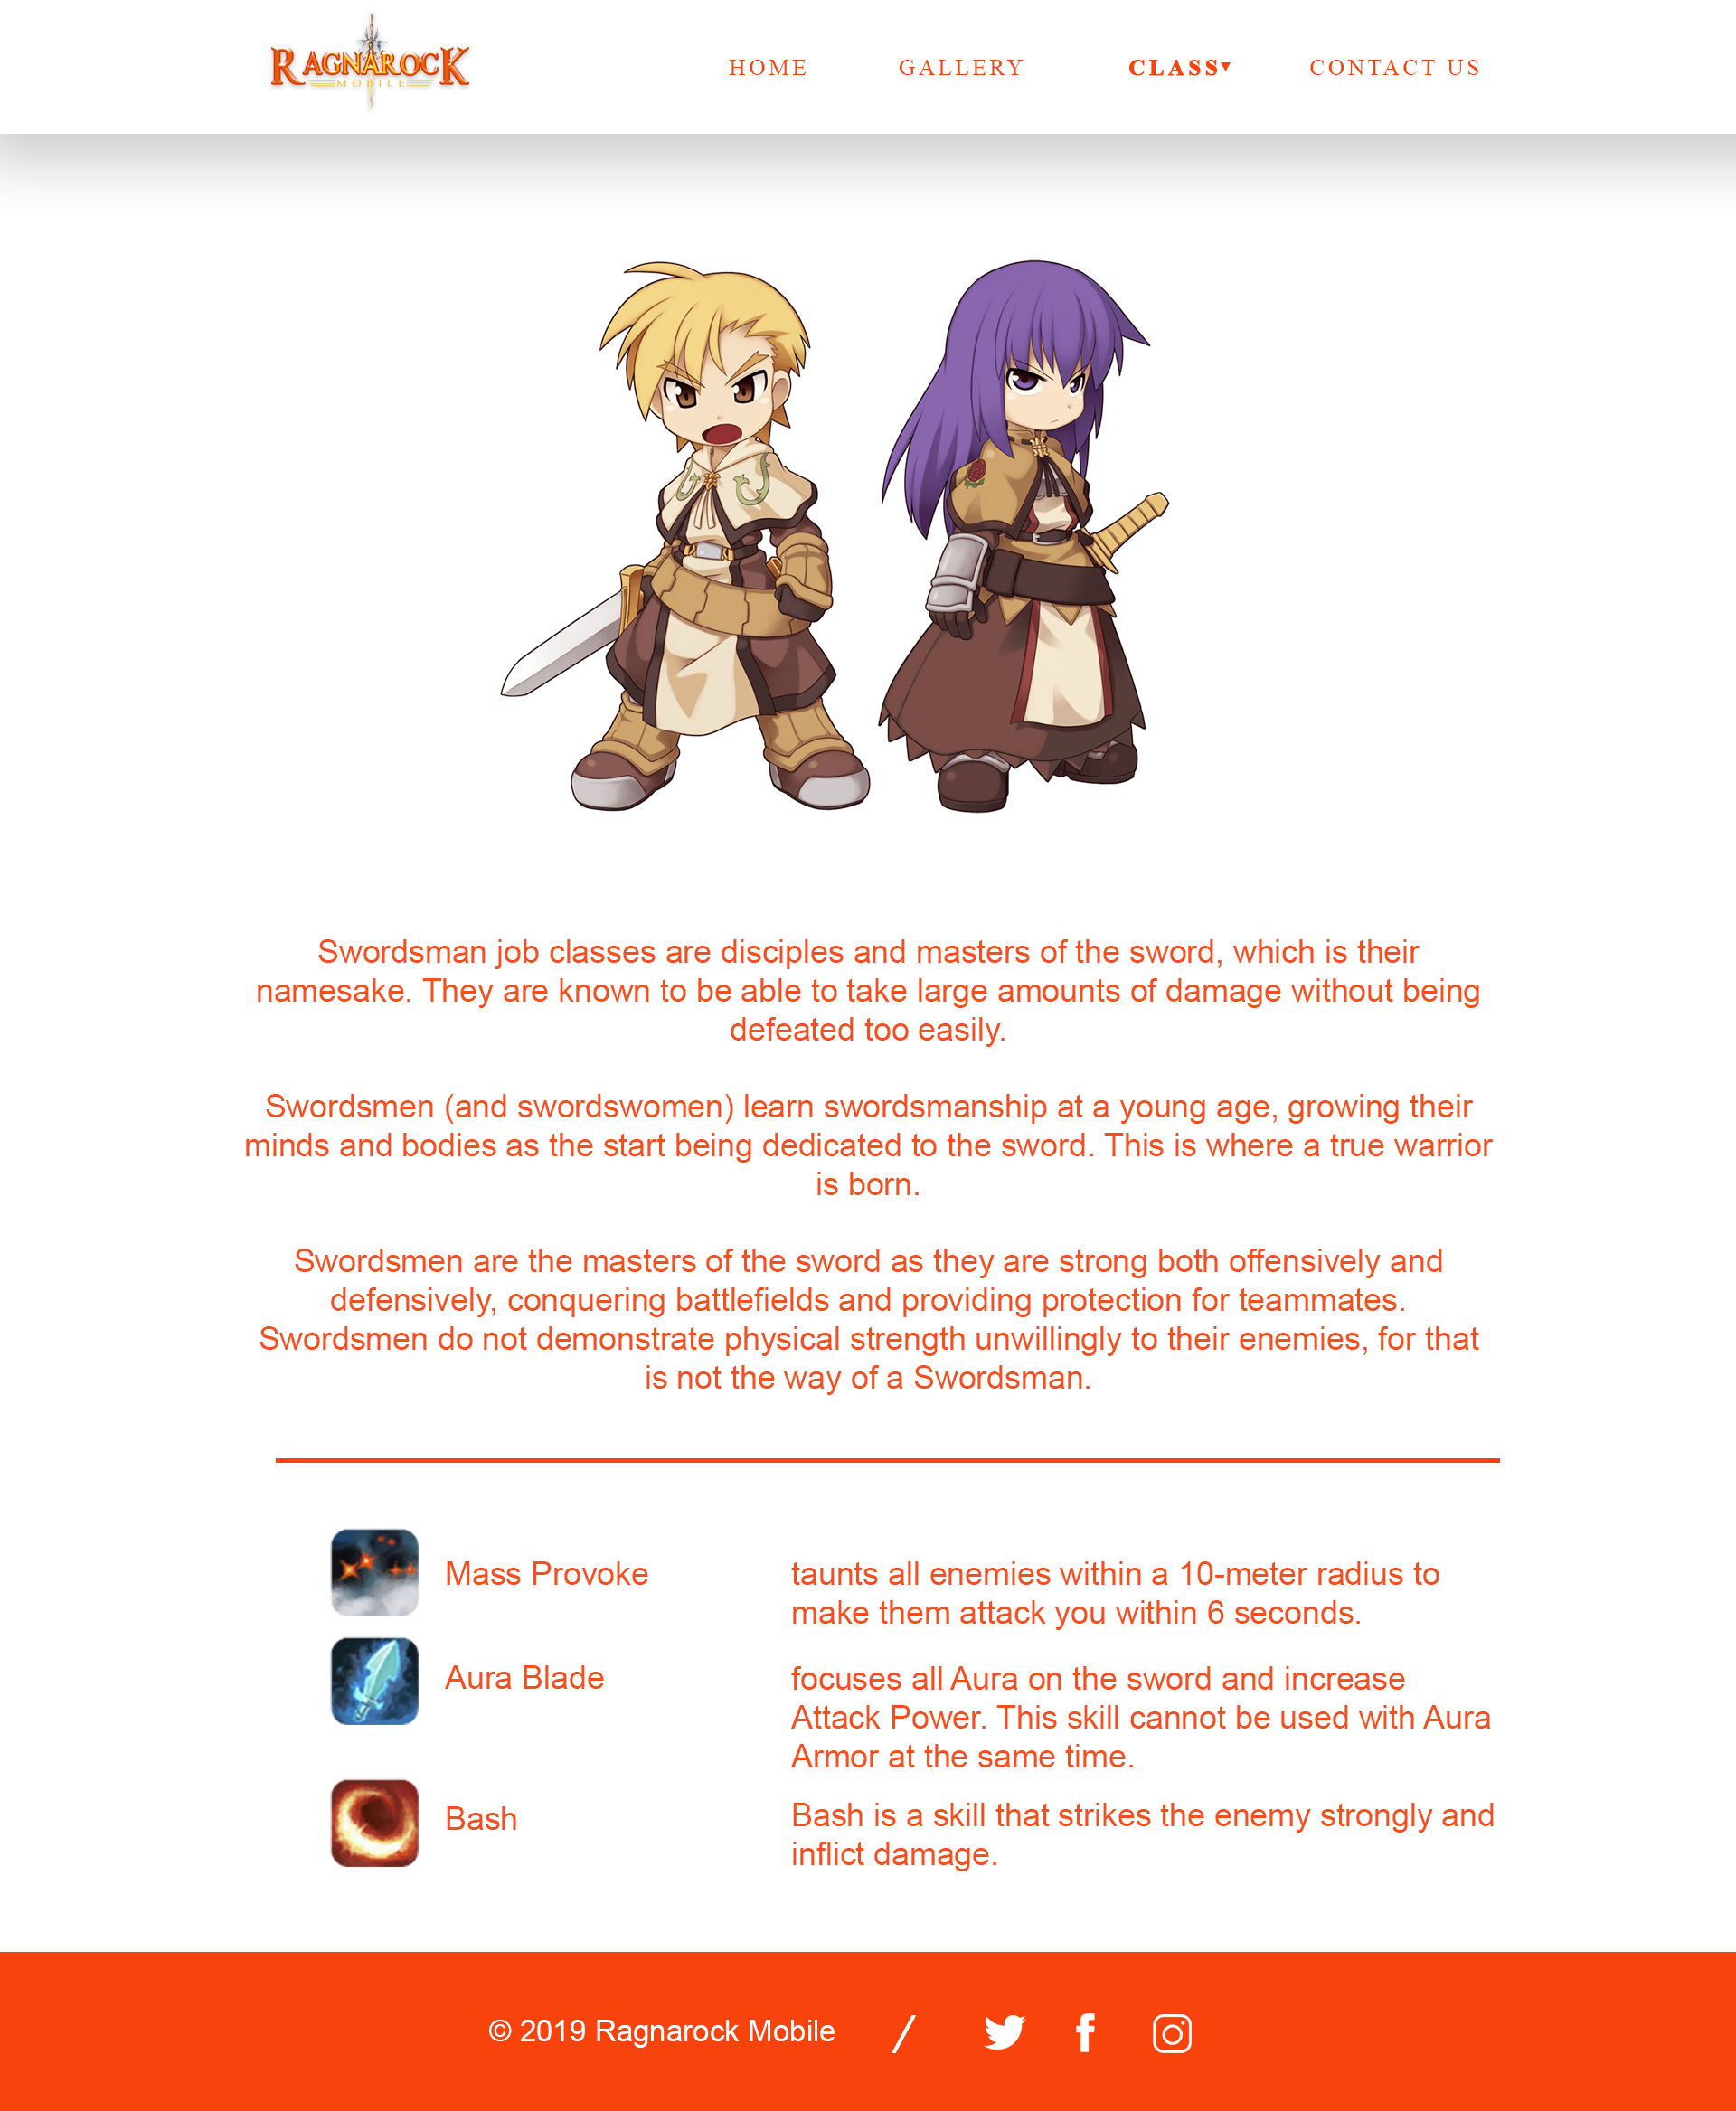 RAGNAROCK
MOBILE
HOME GALLERY CLASS▾ CONTACT US
Swordsman job classes are disciples and masters of the sword, which is their
namesake. They are known to be able to take large amounts of damage without being
defeated too easily.
Swordsmen (and swordswomen) learn swordsmanship at a young age, growing their
minds and bodies as the start being dedicated to the sword. This is where a true warrior
is born.
Swordsmen are the masters of the sword as they are strong both offensively and
defensively, conquering battlefields and providing protection for teammates.
Swordsmen do not demonstrate physical strength unwillingly to their enemies, for that
is not the way of a Swordsman.
Mass Provoke
taunts all enemies within a 10-meter radius to
make them attack you within 6 seconds.
Aura Blade
focuses all Aura on the sword and increase
Attack Power. This skill cannot be used with Aura
Armor at the same time.
Bash
Bash is a skill that strikes the enemy strongly and
inflict damage.
© 2019 Ragnarock Mobile /